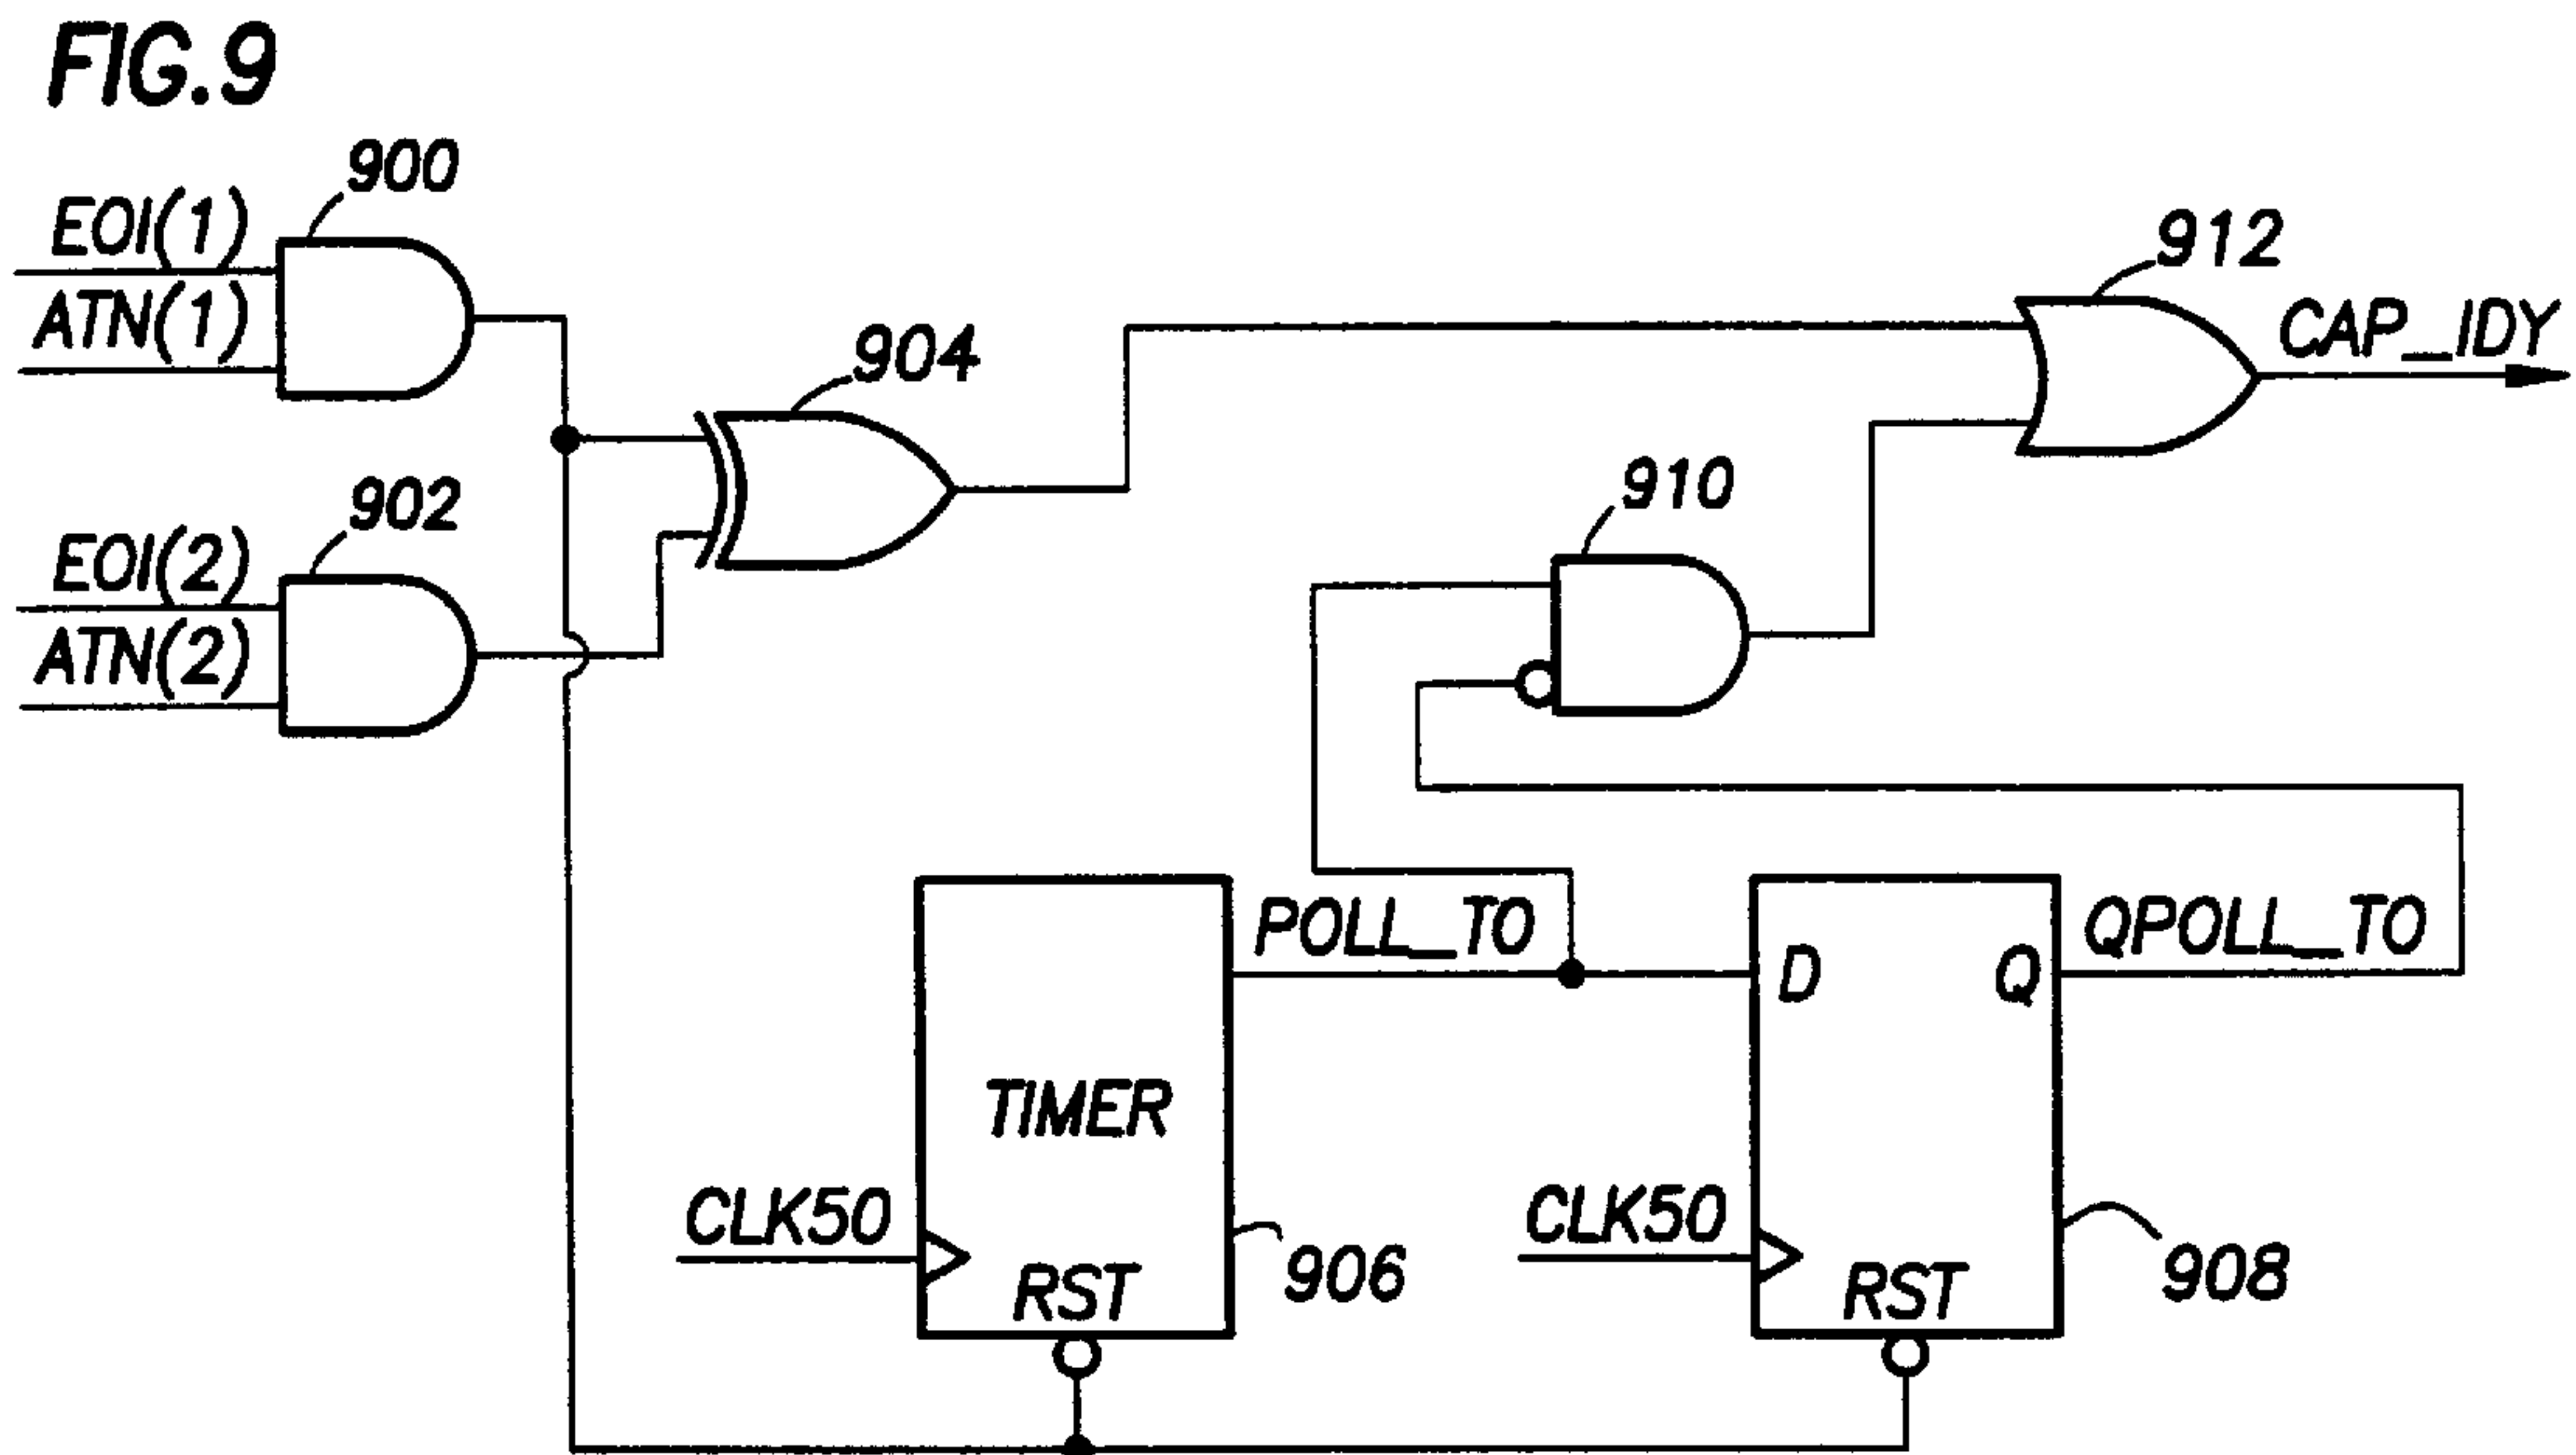 FIG.9
900
EOI(1)
ATN(1)
902
EOI(2)
ATN(2)
904
912
CAP_IDY
910
POLL_TO
D
Q
QPOLL_TO
TIMER
CLK50
RST
906
CLK50
RST
908